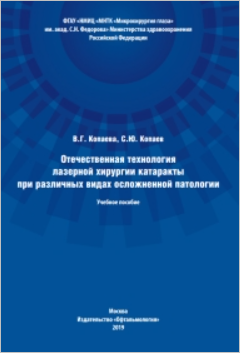 ФГАУ «НМИЦ «МНТК «Микрохирургия глаза»
им. акад. С.Н. Федорова» Министерства здравоохранения
Российской Федерации
В.Г. Копаева, С.Ю. Копаев
Отечественная технология
лазерной хирургии катаракты
при различных видах осложненной патологии
Учебное пособие
Москва
Издательство «Офтальмология»
2019